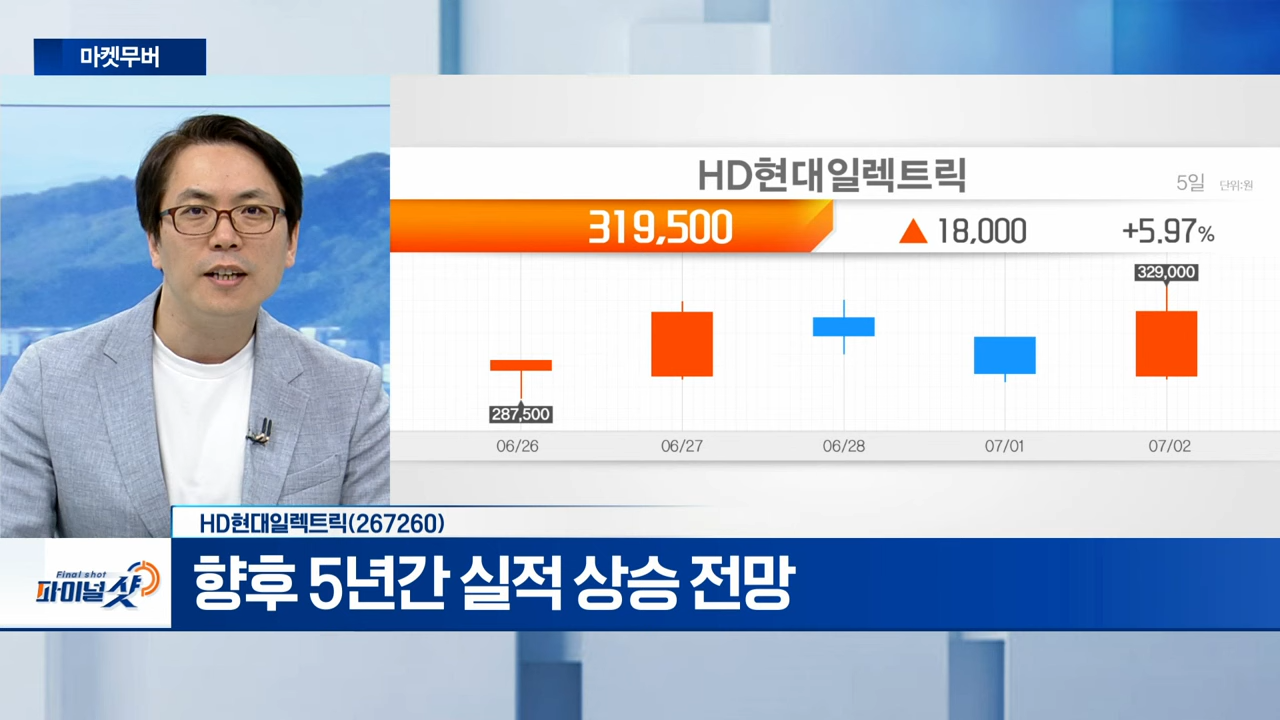 마켓무버
HD현대일렉트릭
5일 단위:원
319,500 ▲ 18,000 +5.97%
329,000
287,500
06/26 06/27 06/28 07/01 07/02
HD현대일렉트릭(267260)
Final shot
파이널샷
향후 5년간 실적 상승 전망